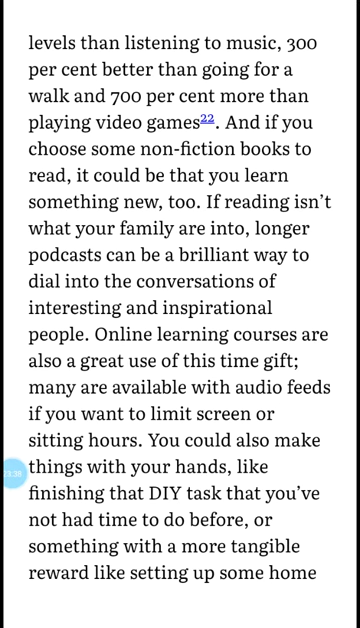 levels than listening to music, 300
per cent better than going for a
walk and 700 per cent more than
playing video games22. And if you
choose some non-fiction books to
read, it could be that you learn
something new, too. If reading isn't
what your family are into, longer
podcasts can be a brilliant way to
dial into the conversations of
interesting and inspirational
people. Online learning courses are
also a great use of this time gift;
many are available with audio feeds
if you want to limit screen or
sitting hours. You could also make
things with your hands, like
finishing that DIY task that you've
not had time to do before, or
something with a more tangible
reward like setting up some home